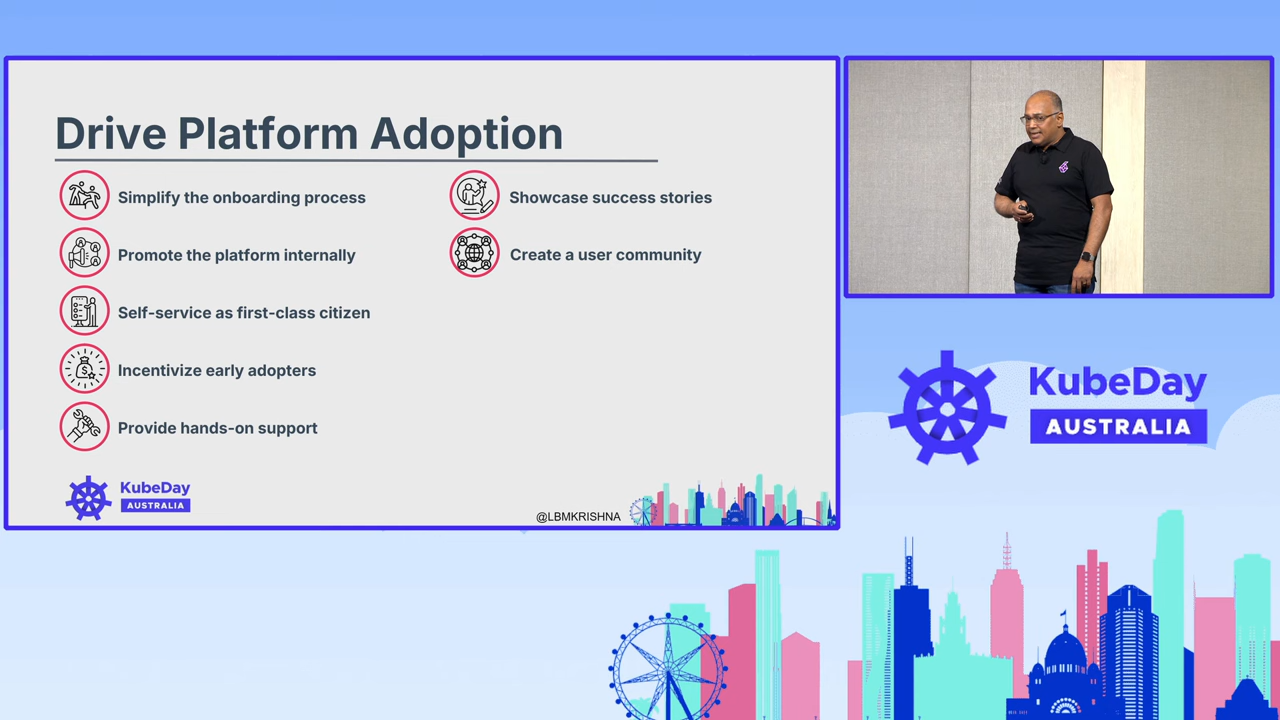 Drive Platform Adoption
Simplify the onboarding process
Promote the platform internally
Self-service as first-class citizen
Incentivize early adopters
Provide hands-on support
Showcase success stories
Create a user community
KubeDay
AUSTRALIA
@LBMKRISHNA
KubeDay
AUSTRALIA